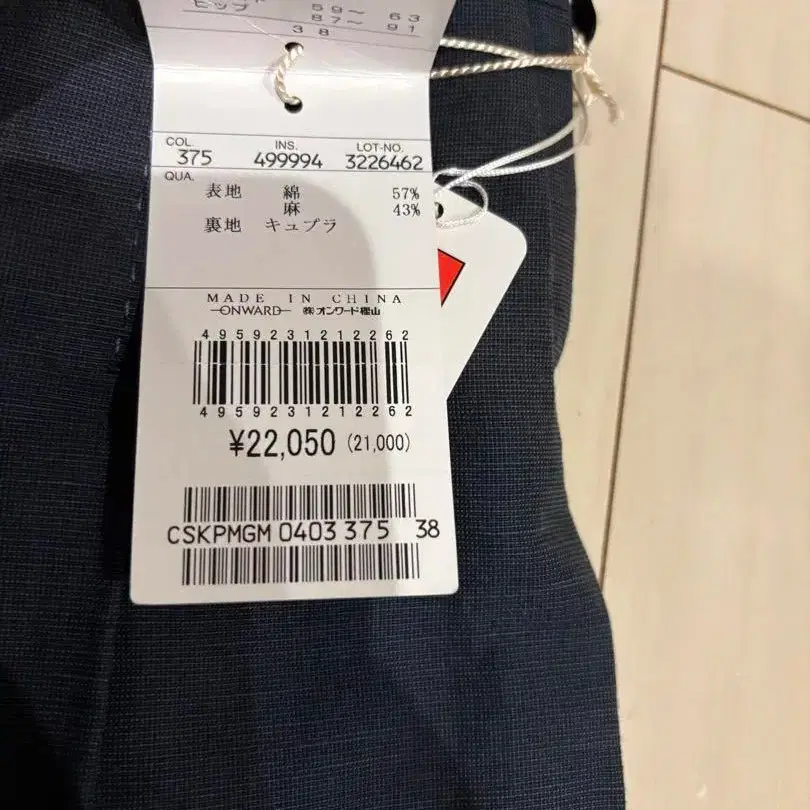 59～ 63
ヒップ 87～ 91
38
COL. INS. LOT-NO.
375 499994 3226462
QUA.
表地 綿 57%
麻 43%
裏地 キュプラ
MADE IN CHINA
ONWARD ㈱オンワード樫山
4959231212262
4959231212262
¥22,050 (21,000)
CSKPMGM 0403 375 38